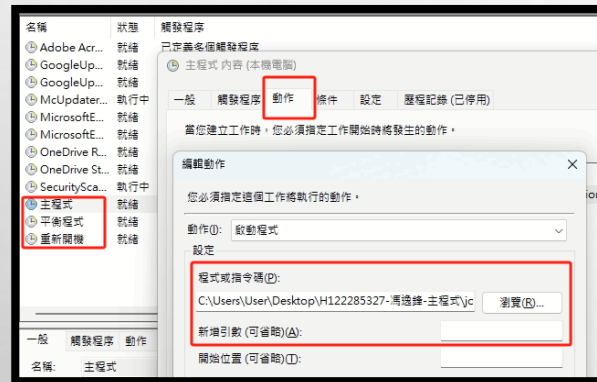 名稱 狀態 觸發程序
Adobe Acr... 就緒 已定義多個觸發程序
GoogleUp... 就緒
GoogleUp... 就緒
McUpdater... 執行中
MicrosoftE... 就緒
MicrosoftE... 就緒
OneDrive R... 就緒
OneDrive St... 就緒
SecuritySca... 執行中
主程式 就緒
平衡程式 就緒
重新開機 就緒
主程式 內容 (本機電腦)
一般 觸發程序 動作 條件 設定 歷程記錄 (已停用)
當您建立工作時，您必須指定工作開始時將發生的動作。
編輯動作
您必須指定這個工作將執行的動作。
動作(I): 啟動程式
設定
程式或指令碼(P):
C:\Users\User\Desktop\H122285327-馮逸鋒-主程式\jc 瀏覽(R)...
新增引數 (可省略)(A):
開始位置 (可省略)(T):
一般 觸發程序 動作
名稱: 主程式